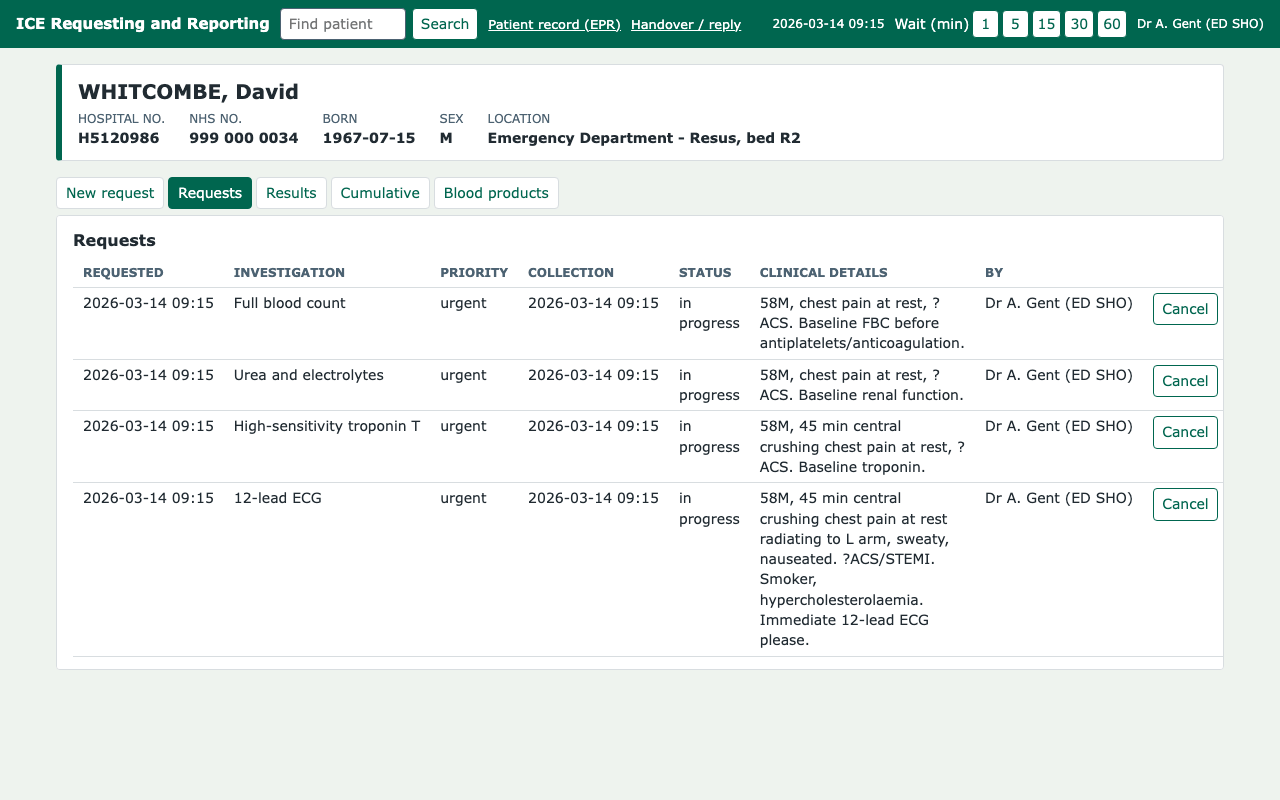 ICE Requesting and Reporting Find patient Search Patient record (EPR) Handover / reply 2026-03-14 09:15 Wait (min) 1 5 15 30 60 Dr A. Gent (ED SHO)
WHITCOMBE, David
HOSPITAL NO. NHS NO. BORN SEX LOCATION
H5120986 999 000 0034 1967-07-15 M Emergency Department - Resus, bed R2
New request Requests Results Cumulative Blood products
Requests
REQUESTED INVESTIGATION PRIORITY COLLECTION STATUS CLINICAL DETAILS BY
2026-03-14 09:15 Full blood count urgent 2026-03-14 09:15 in 58M, chest pain at rest, ? Dr A. Gent (ED SHO) Cancel
progress ACS. Baseline FBC before
antiplatelets/anticoagulation.
2026-03-14 09:15 Urea and electrolytes urgent 2026-03-14 09:15 in 58M, chest pain at rest, ? Dr A. Gent (ED SHO) Cancel
progress ACS. Baseline renal function.
2026-03-14 09:15 High-sensitivity troponin T urgent 2026-03-14 09:15 in 58M, 45 min central Dr A. Gent (ED SHO) Cancel
progress crushing chest pain at rest, ?
ACS. Baseline troponin.
2026-03-14 09:15 12-lead ECG urgent 2026-03-14 09:15 in 58M, 45 min central Dr A. Gent (ED SHO) Cancel
progress crushing chest pain at rest
radiating to L arm, sweaty,
nauseated. ?ACS/STEMI.
Smoker,
hypercholesterolaemia.
Immediate 12-lead ECG
please.